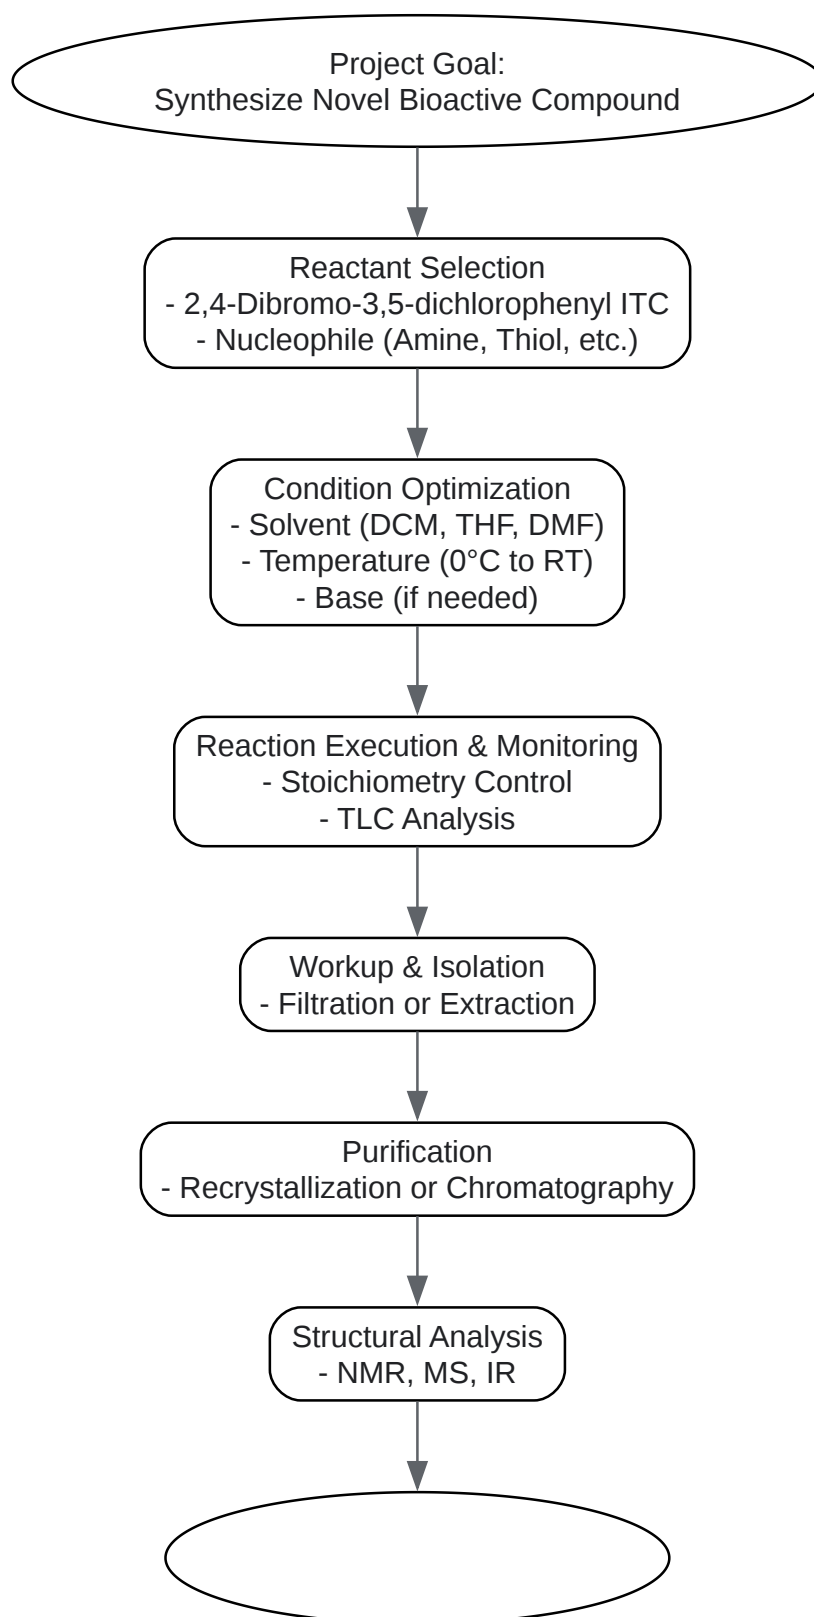 Project Goal:
Synthesize Novel Bioactive Compound
Reactant Selection
- 2,4-Dibromo-3,5-dichlorophenyl ITC
- Nucleophile (Amine, Thiol, etc.)
Condition Optimization
- Solvent (DCM, THF, DMF)
- Temperature (0°C to RT)
- Base (if needed)
Reaction Execution & Monitoring
- Stoichiometry Control
- TLC Analysis
Workup & Isolation
- Filtration or Extraction
Purification
- Recrystallization or Chromatography
Structural Analysis
- NMR, MS, IR